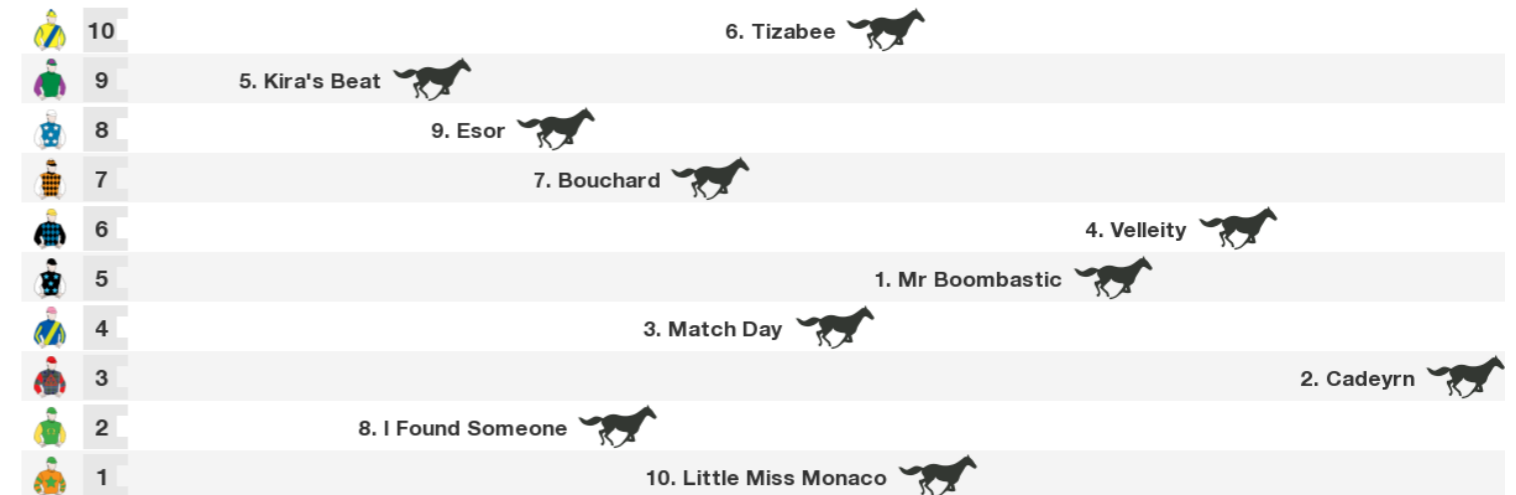 10 6. Tizabee
9 5. Kira's Beat
8 9. Esor
7 7. Bouchard
6 4. Velleity
5 1. Mr Boombastic
4 3. Match Day
3 2. Cadeyrn
2 8. I Found Someone
1 10. Little Miss Monaco